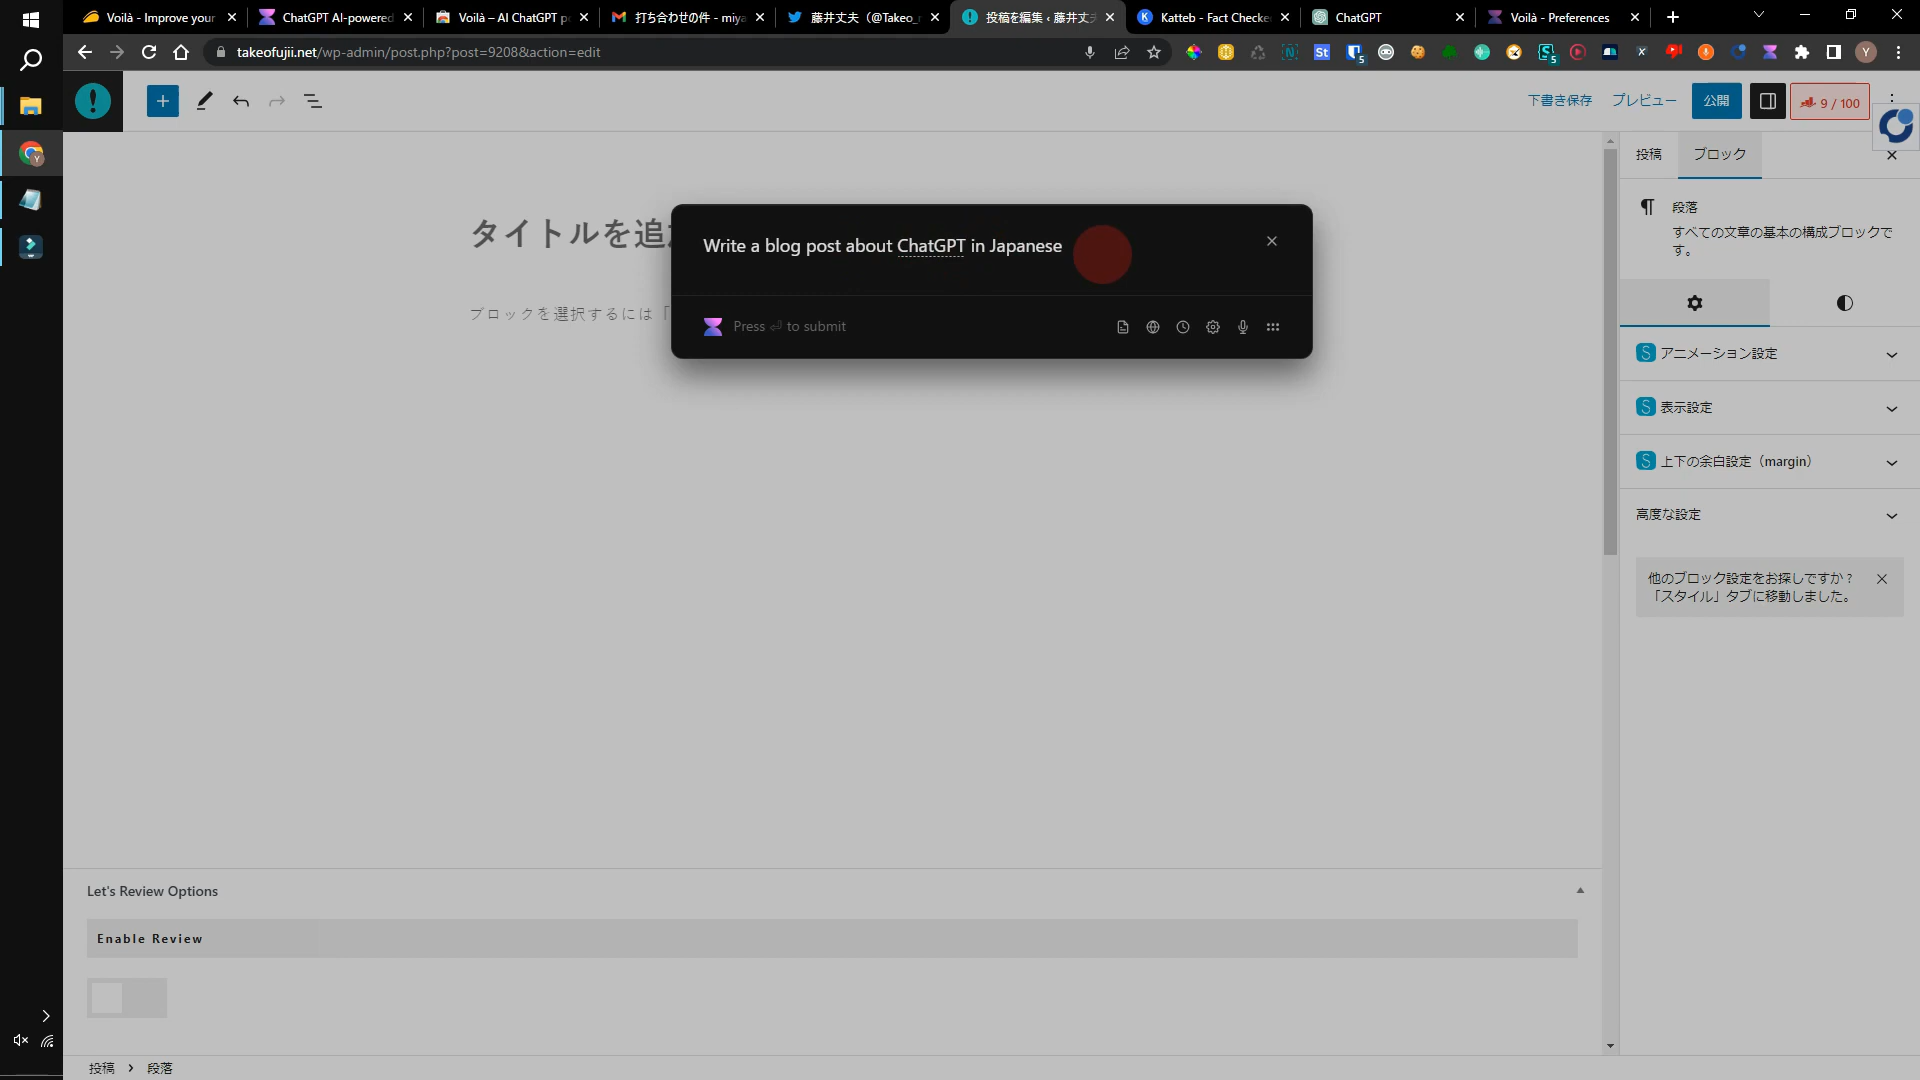 Voilà - Improve your
ChatGPT AI-powered
Voilà – AI ChatGPT p
打ち合わせの件 - miya
藤井丈夫（@Takeo_
投稿を編集 ‹ 藤井丈夫
Katteb - Fact Checke
ChatGPT
Voilà - Preferences
takeofujii.net/wp-admin/post.php?post=9208&action=edit
St
5
5
Y
下書き保存
プレビュー
公開
9 / 100
投稿
ブロック
タイトルを追加
Write a blog post about ChatGPT in Japanese
段落
すべての文章の基本の構成ブロックで
す。
ブロックを選択するには「
Press ⏎ to submit
アニメーション設定
表示設定
上下の余白設定（margin）
高度な設定
他のブロック設定をお探しですか ?
「スタイル」タブに移動しました。
Let's Review Options
Enable Review
投稿 › 段落